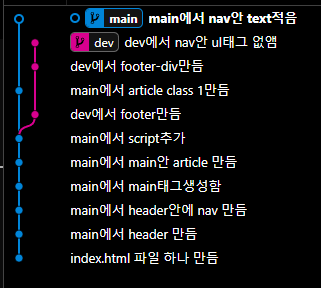 main main에서 nav안 text적음
dev dev에서 nav안 ul태그 없앰
dev에서 footer-div만듬
main에서 article class 1만듬
dev에서 footer만듬
main에서 script추가
main에서 main안 article 만듬
main에서 main태그생성함
main에서 header안에 nav 만듬
main에서 header 만듬
index.html 파일 하나 만듬